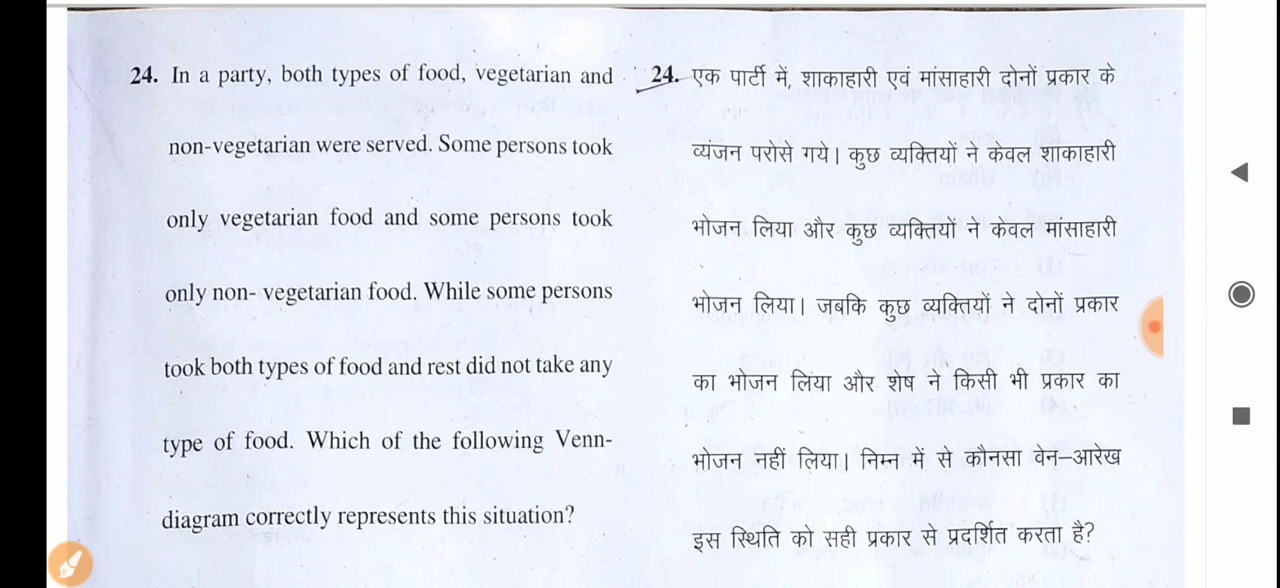 24. In a party, both types of food, vegetarian and
non-vegetarian were served. Some persons took
only vegetarian food and some persons took
only non- vegetarian food. While some persons
took both types of food and rest did not take any
type of food. Which of the following Venn-
diagram correctly represents this situation?
24. एक पार्टी में, शाकाहारी एवं मांसाहारी दोनों प्रकार के
व्यंजन परोसे गये। कुछ व्यक्तियों ने केवल शाकाहारी
भोजन लिया और कुछ व्यक्तियों ने केवल मांसाहारी
भोजन लिया। जबकि कुछ व्यक्तियों ने दोनों प्रकार
का भोजन लिया और शेष ने किसी भी प्रकार का
भोजन नहीं लिया। निम्न में से कौनसा वेन–आरेख
इस स्थिति को सही प्रकार से प्रदर्शित करता है?